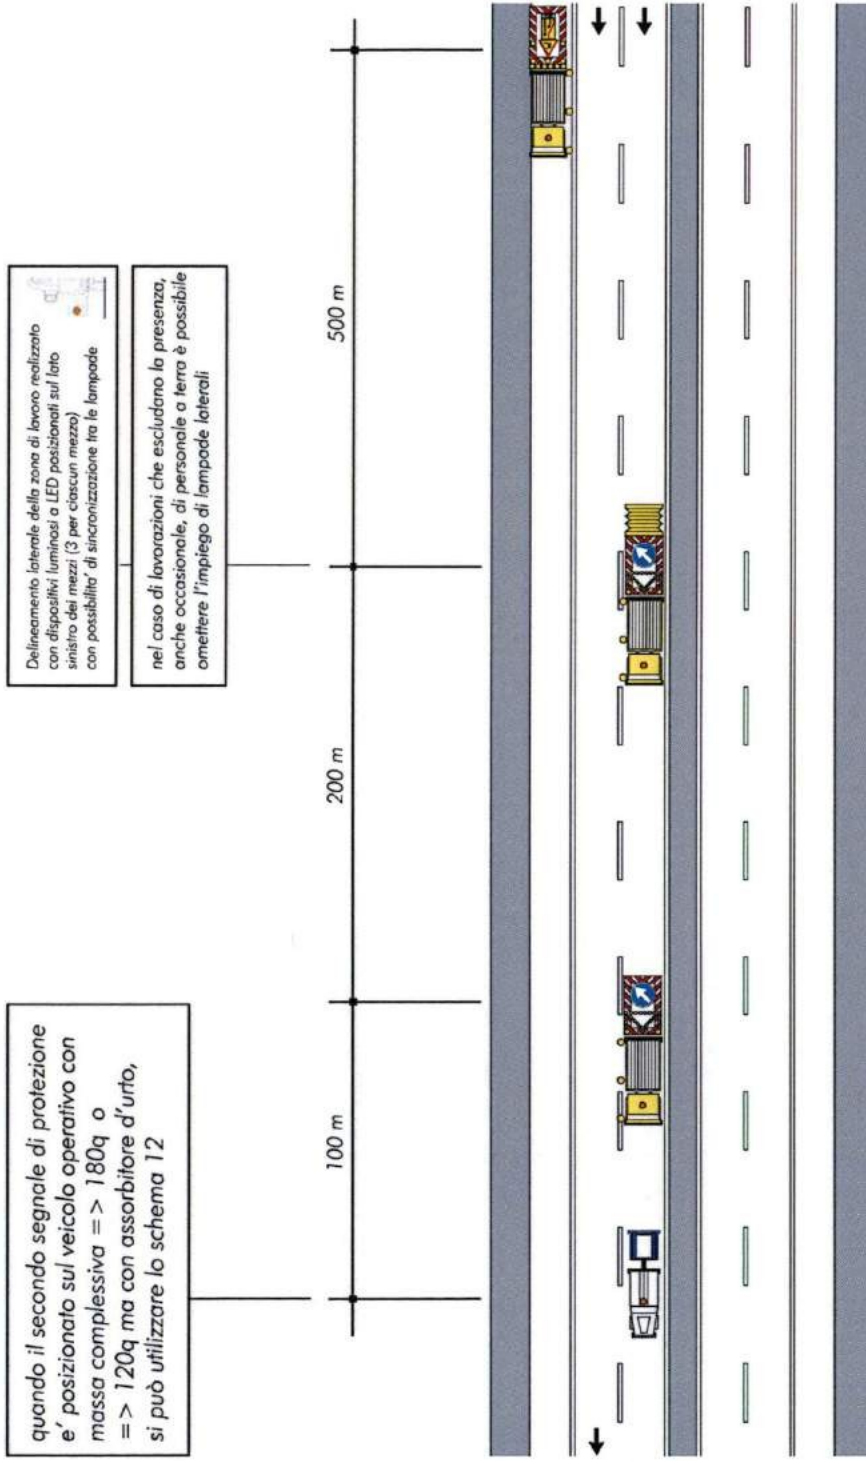 quando il secondo segnale di protezione
e' posizionato sul veicolo operativo con
massa complessiva => 180q o
=> 120q ma con assorbitore d'urto,
si può utilizzare lo schema 12
Delineamento laterale della zona di lavoro realizzato
con dispositivi luminosi a LED posizionati sul lato
sinistro dei mezzi (3 per ciascun mezzo)
con possibilita' di sincronizzazione tra le lampade
nel caso di lavorazioni che escludano la presenza,
anche occasionale, di personale a terra è possibile
omettere l'impiego di lampade laterali
100 m
200 m
500 m